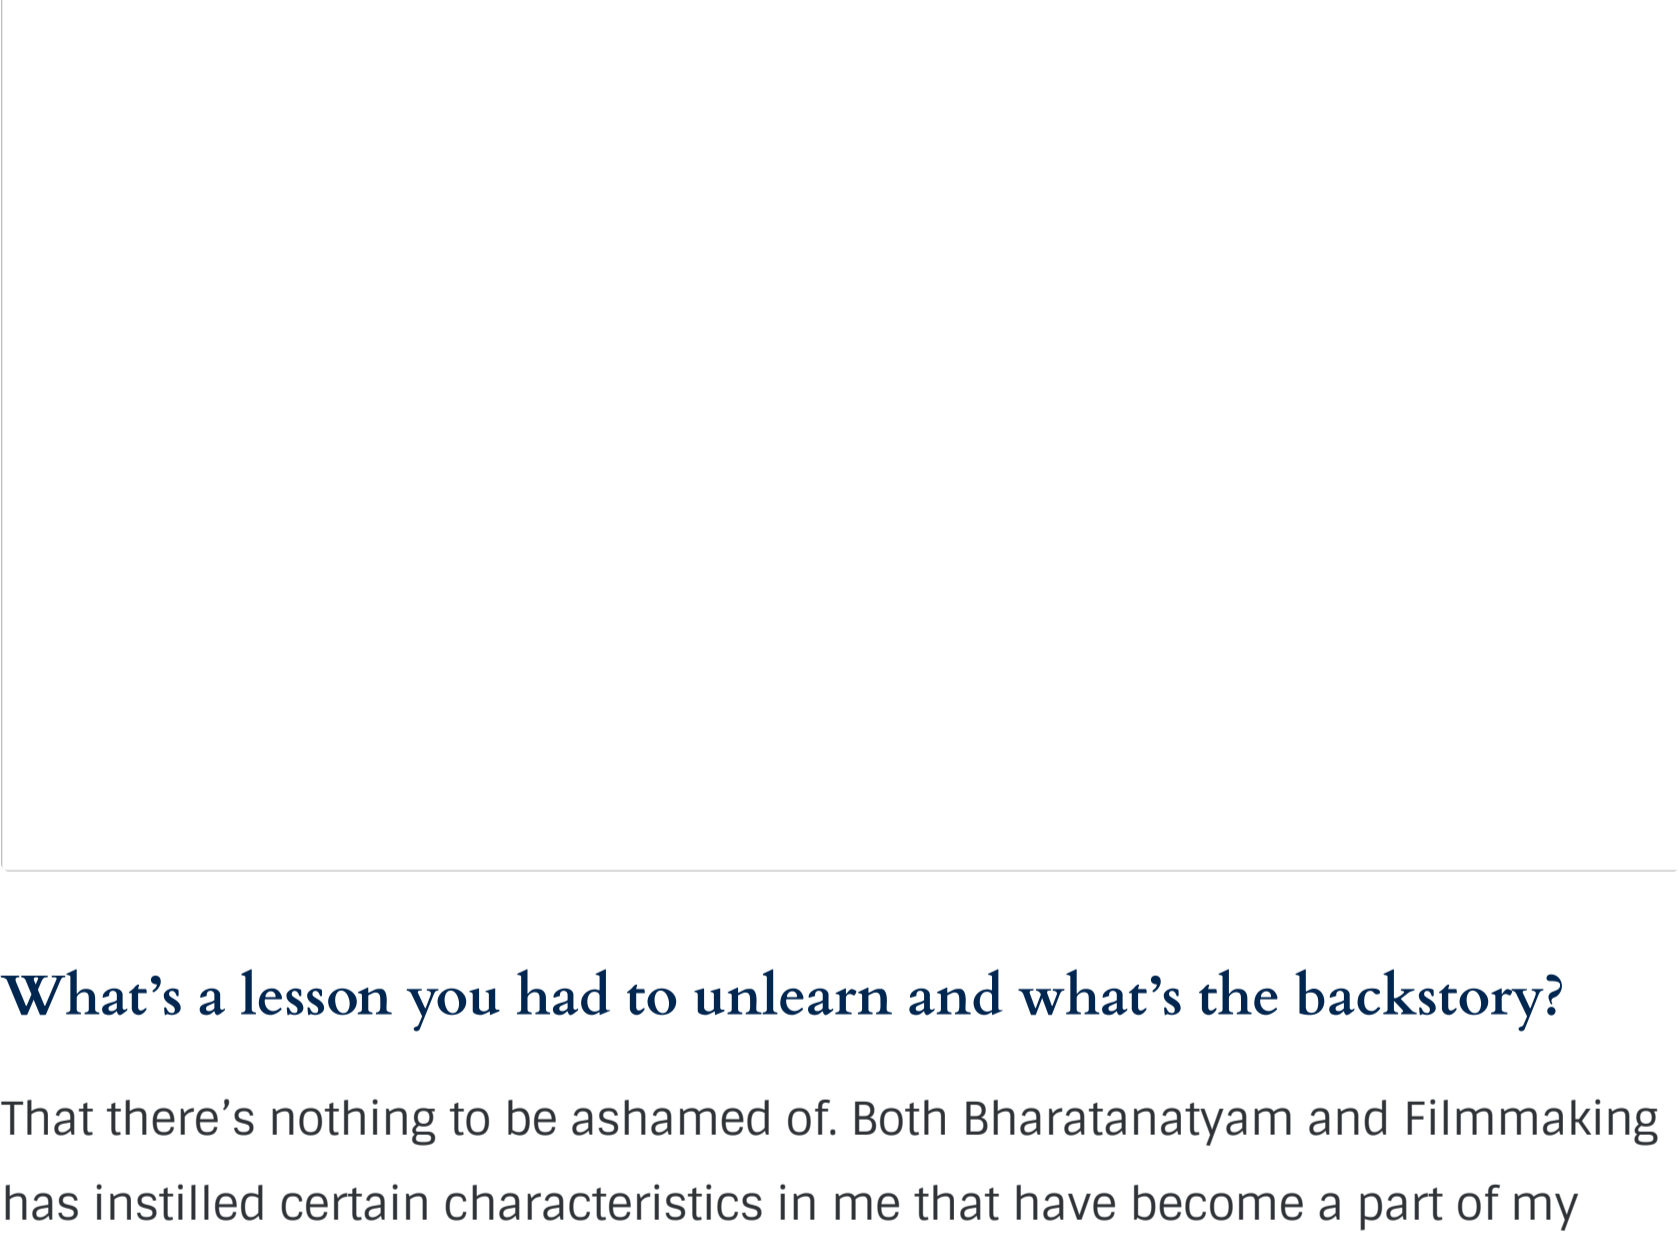 What’s a lesson you had to unlearn and what’s the backstory?
That there’s nothing to be ashamed of. Both Bharatanatyam and Filmmaking
has instilled certain characteristics in me that have become a part of my